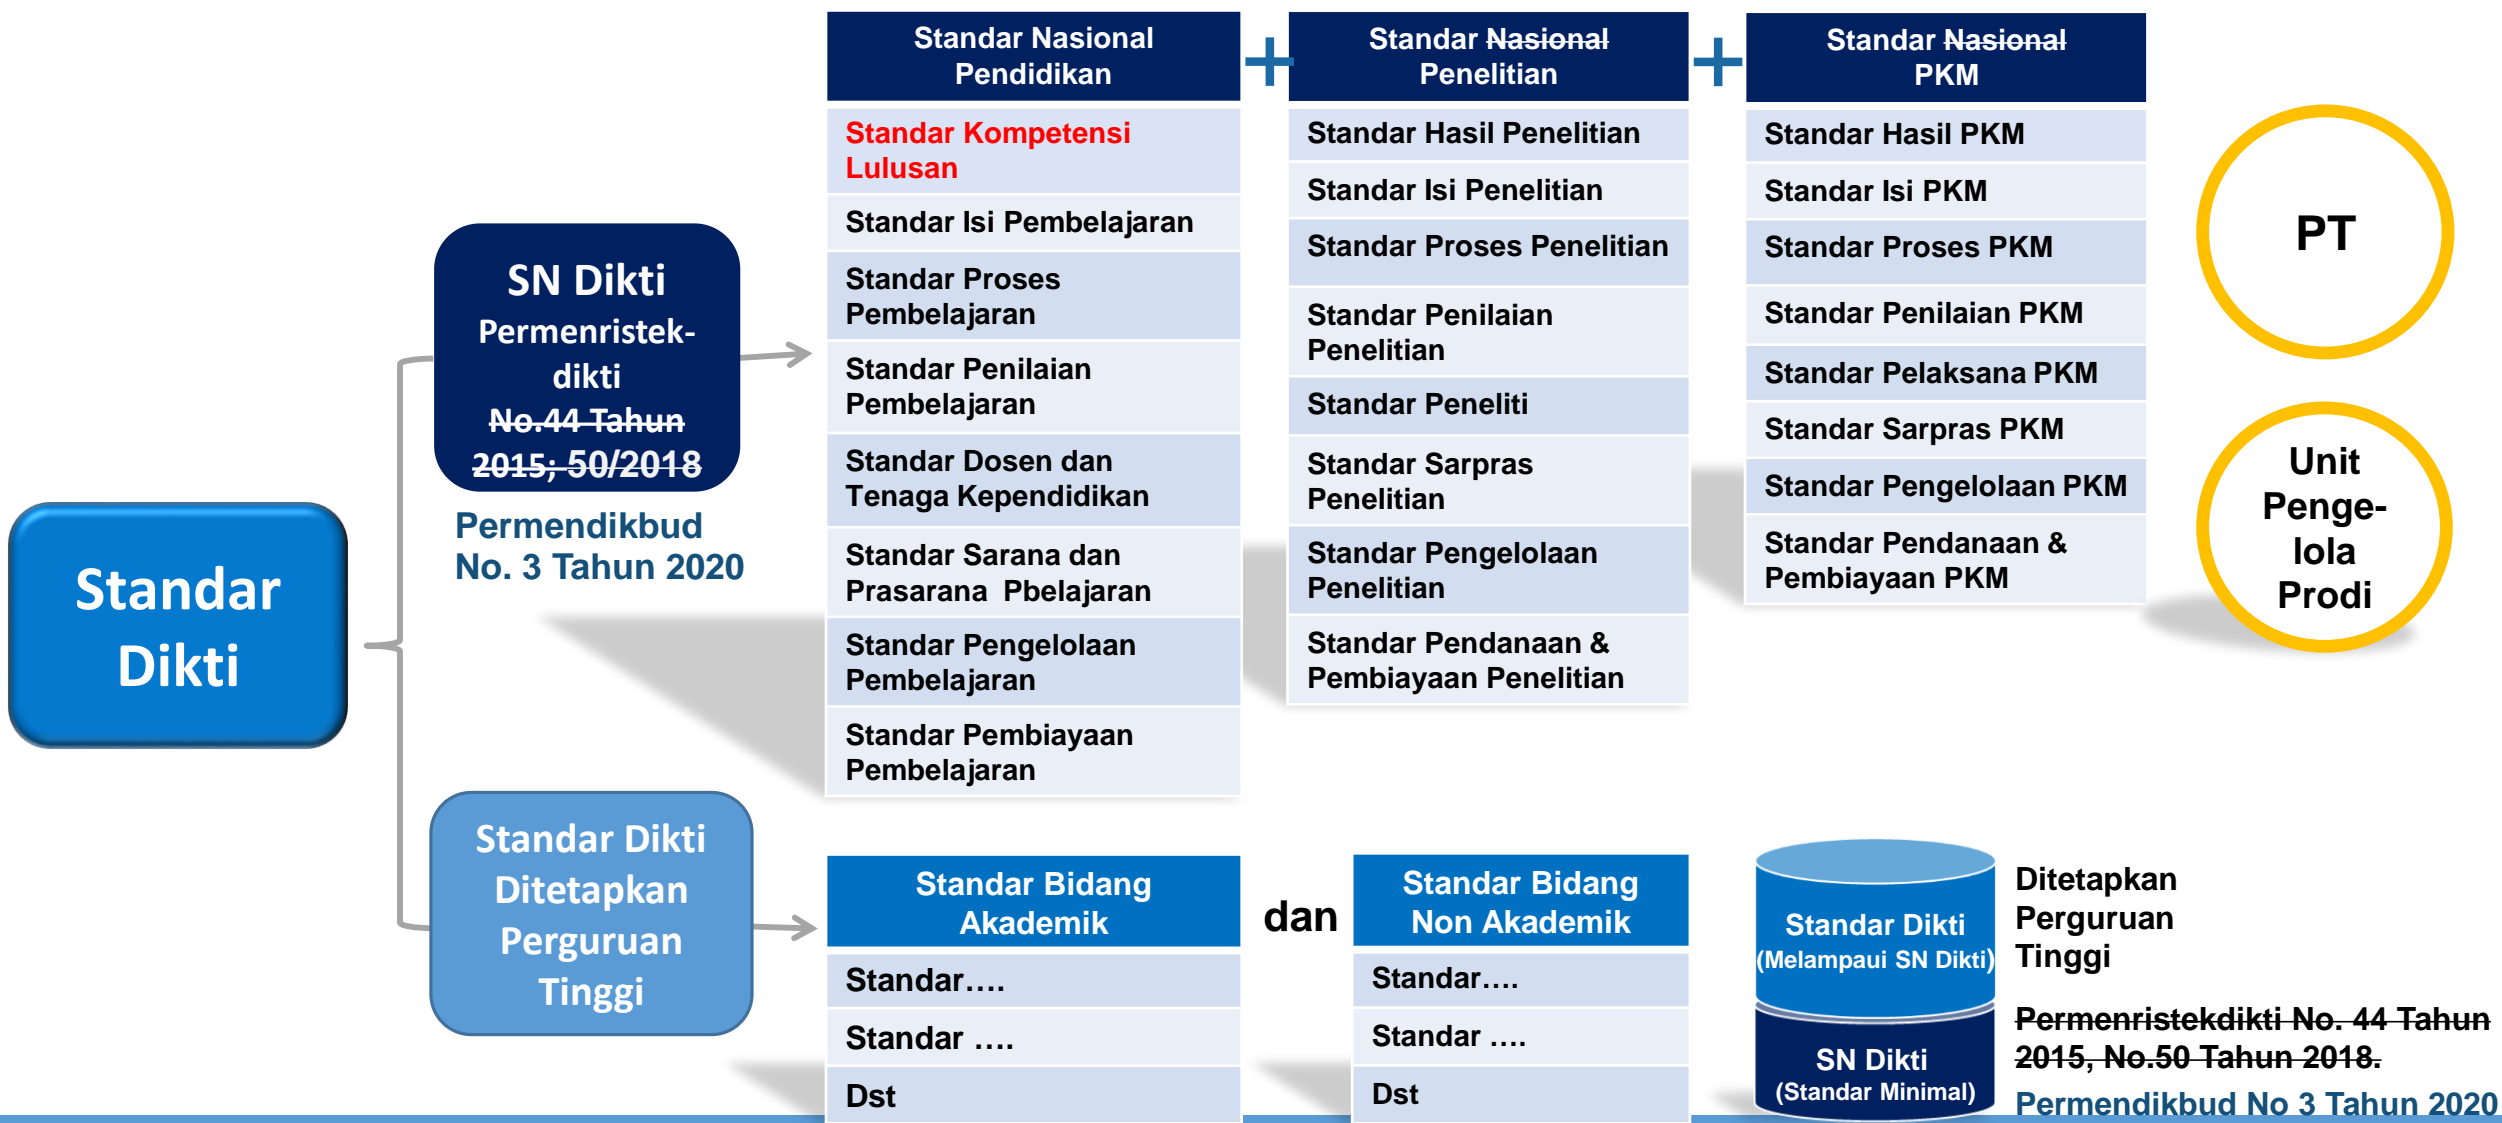 Standar
Dikti
SN Dikti
Permenristek-
dikti
No.44 Tahun
2015; 50/2018
Permendikbud
No. 3 Tahun 2020
Standar Nasional
Pendidikan
Standar Kompetensi
Lulusan
Standar Isi Pembelajaran
Standar Proses
Pembelajaran
Standar Penilaian
Pembelajaran
Standar Dosen dan
Tenaga Kependidikan
Standar Sarana dan
Prasarana Pbelajaran
Standar Pengelolaan
Pembelajaran
Standar Pembiayaan
Pembelajaran
+
Standar Nasional
Penelitian
Standar Hasil Penelitian
Standar Isi Penelitian
Standar Proses Penelitian
Standar Penilaian
Penelitian
Standar Peneliti
Standar Sarpras
Penelitian
Standar Pengelolaan
Penelitian
Standar Pendanaan &
Pembiayaan Penelitian
+
Standar Nasional
PKM
Standar Hasil PKM
Standar Isi PKM
Standar Proses PKM
Standar Penilaian PKM
Standar Pelaksana PKM
Standar Sarpras PKM
Standar Pengelolaan PKM
Standar Pendanaan &
Pembiayaan PKM
PT
Unit
Penge-
lola
Prodi
Standar Dikti
Ditetapkan
Perguruan
Tinggi
Standar Bidang
Akademik
Standar....
Standar ....
Dst
dan
Standar Bidang
Non Akademik
Standar....
Standar ....
Dst
Standar Dikti
(Melampaui SN Dikti)
SN Dikti
(Standar Minimal)
Ditetapkan
Perguruan
Tinggi
Permenristekdikti No. 44 Tahun
2015, No.50 Tahun 2018.
Permendikbud No 3 Tahun 2020